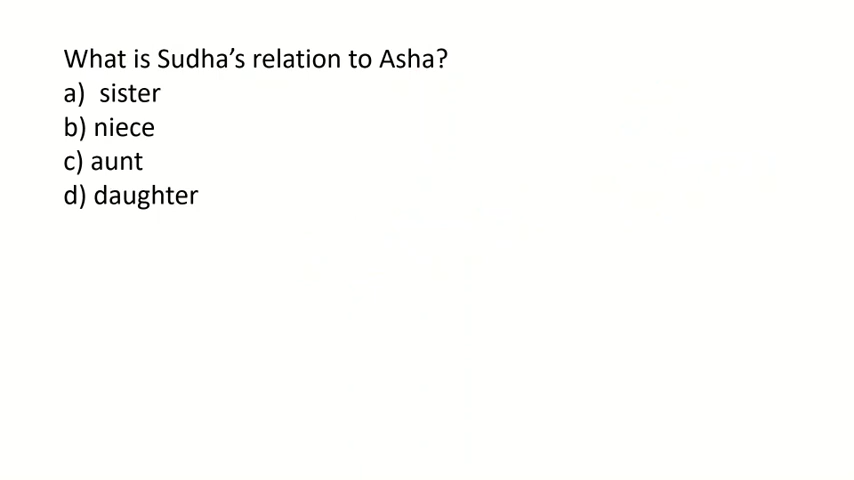 What is Sudha’s relation to Asha?
a)  sister
b) niece
c) aunt
d) daughter